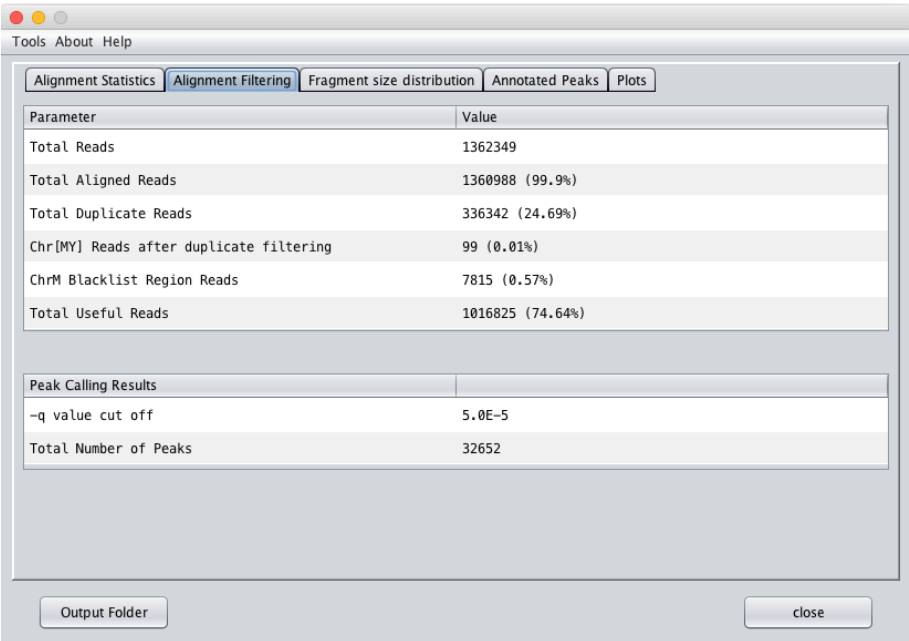 Tools About Help
Alignment Statistics Alignment Filtering Fragment size distribution Annotated Peaks Plots
Parameter Value
Total Reads 1362349
Total Aligned Reads 1360988 (99.9%)
Total Duplicate Reads 336342 (24.69%)
Chr[MY] Reads after duplicate filtering 99 (0.01%)
ChrM Blacklist Region Reads 7815 (0.57%)
Total Useful Reads 1016825 (74.64%)
Peak Calling Results
-q value cut off 5.0E-5
Total Number of Peaks 32652
Output Folder close